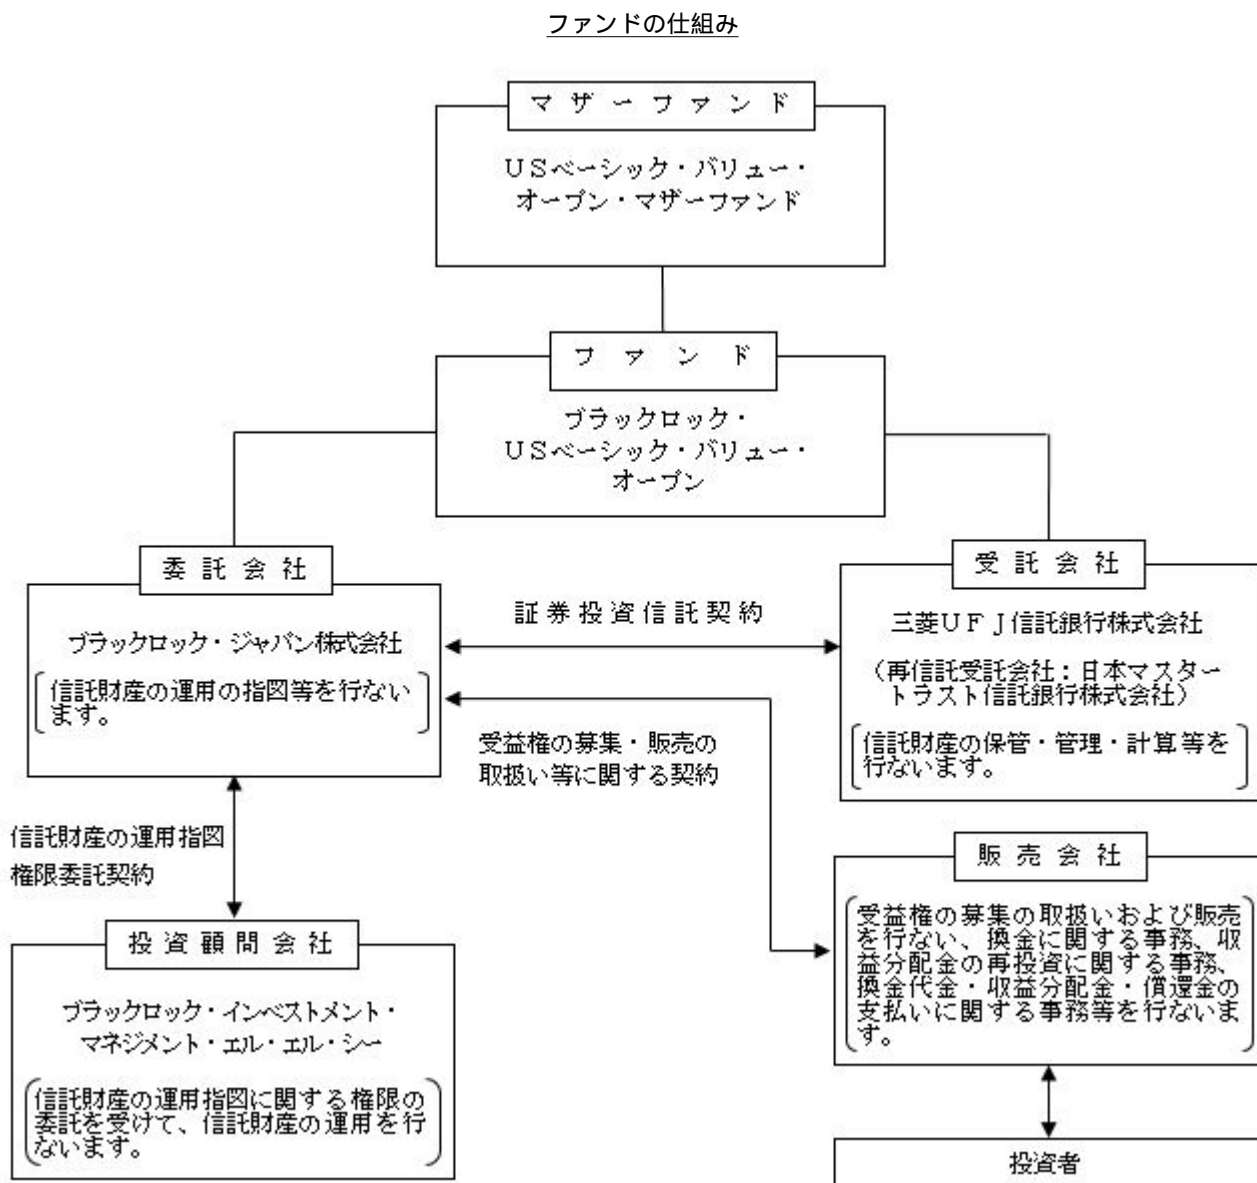 ファンドの仕組み
マザーファンド
ＵＳベーシック・バリュー・
オープン・マザーファンド
ファンド
ブラックロック・
ＵＳベーシック・バリュー・
オープン
委託会社
ブラックロック・ジャパン株式会社
信託財産の運用の指図等を行ない
ます。
証券投資信託契約
受益権の募集・販売の
取扱い等に関する契約
受託会社
三菱ＵＦＪ信託銀行株式会社
（再信託受託会社：日本マスター
トラスト信託銀行株式会社）
信託財産の保管・管理・計算等を
行ないます。
信託財産の運用指図
権限委託契約
投資顧問会社
ブラックロック・インベストメント・
マネジメント・エル・エル・シー
信託財産の運用指図に関する権限の
委託を受けて、信託財産の運用を行
ないます。
販売会社
受益権の募集の取扱いおよび販売
を行ない、換金に関する事務、収
益分配金の再投資に関する事務、
換金代金・収益分配金・償還金の
支払いに関する事務等を行ないま
す。
投資者